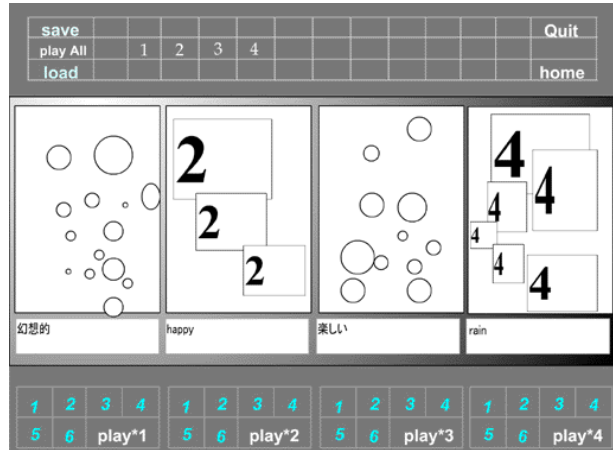 save Quit
play All 1 2 3 4
load home
2
2
2
4
4
4
4
4
4
幻想的
happy
楽しい
rain
1 2 3 4 1 2 3 4 1 2 3 4 1 2 3 4
5 6 play*1 5 6 play*2 5 6 play*3 5 6 play*4